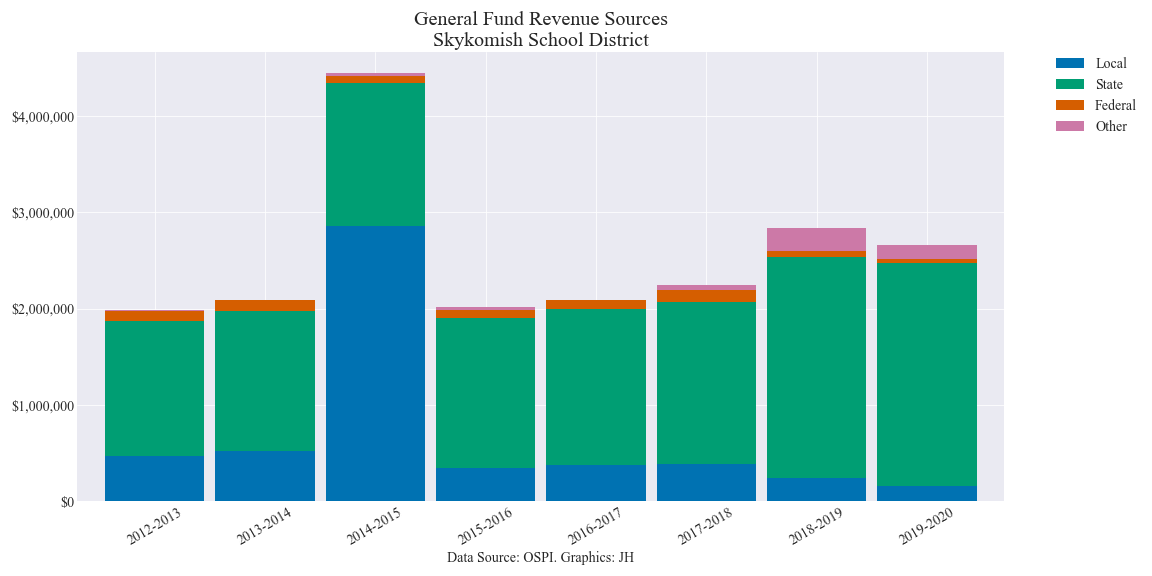 General Fund Revenue Sources
Skykomish School District
Local
State
Federal
Other
$4,000,000
$3,000,000
$2,000,000
$1,000,000
$0
2012-2013
2013-2014
2014-2015
2015-2016
2016-2017
2017-2018
2018-2019
2019-2020
Data Source: OSPI. Graphics: JH